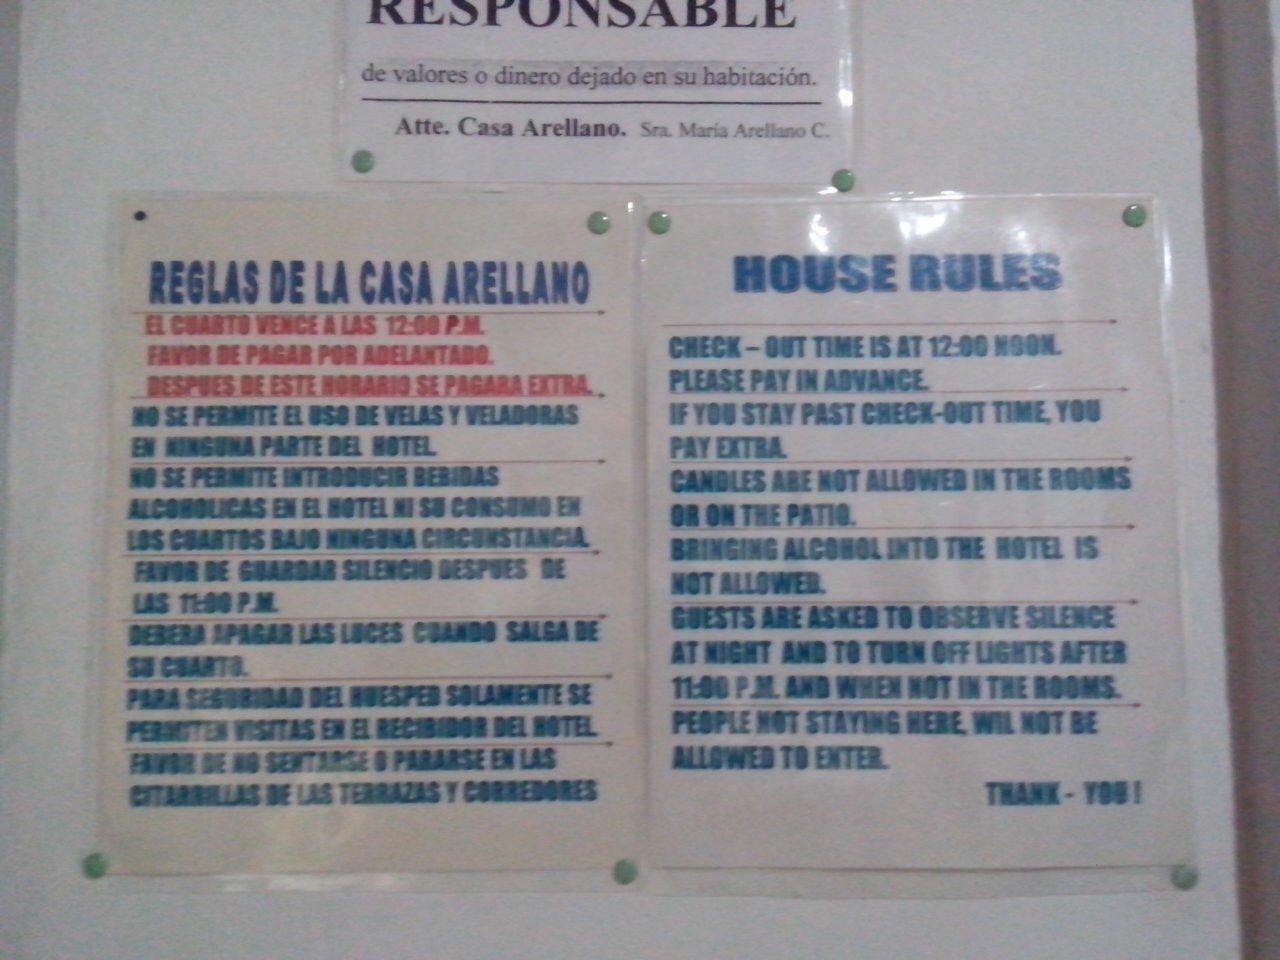 RESPONSABLE
de valores o dinero dejado en su habitación.
Atte. Casa Arellano. Sra. María Arellano C.
REGLAS DE LA CASA ARELLANO
EL CUARTO VENCE A LAS 12:00 P.M.
FAVOR DE PAGAR POR ADELANTADO.
DESPUES DE ESTE HORARIO SE PAGARA EXTRA.
NO SE PERMITE EL USO DE VELAS Y VELADORAS
EN NINGUNA PARTE DEL HOTEL.
NO SE PERMITE INTRODUCIR BEBIDAS
ALCOHOLICAS EN EL HOTEL NI SU CONSUMO EN
LOS CUARTOS BAJO NINGUNA CIRCUNSTANCIA.
FAVOR DE GUARDAR SILENCIO DESPUES DE
LAS 11:00 P.M.
DEBERA APAGAR LAS LUCES CUANDO SALGA DE
SU CUARTO.
PARA SEGURIDAD DEL HUESPED SOLAMENTE SE
PERMITEN VISITAS EN EL RECIBIDOR DEL HOTEL.
FAVOR DE NO SENTARSE O PARARSE EN LAS
CITARRILLAS DE LAS TERRAZAS Y CORREDORES
HOUSE RULES
CHECK – OUT TIME IS AT 12:00 NOON.
PLEASE PAY IN ADVANCE.
IF YOU STAY PAST CHECK-OUT TIME, YOU
PAY EXTRA.
CANDLES ARE NOT ALLOWED IN THE ROOMS
OR ON THE PATIO.
BRINGING ALCOHOL INTO THE HOTEL IS
NOT ALLOWED.
GUESTS ARE ASKED TO OBSERVE SILENCE
AT NIGHT AND TO TURN OFF LIGHTS AFTER
11:00 P.M. AND WHEN NOT IN THE ROOMS.
PEOPLE NOT STAYING HERE, WIL NOT BE
ALLOWED TO ENTER.
THANK - YOU !